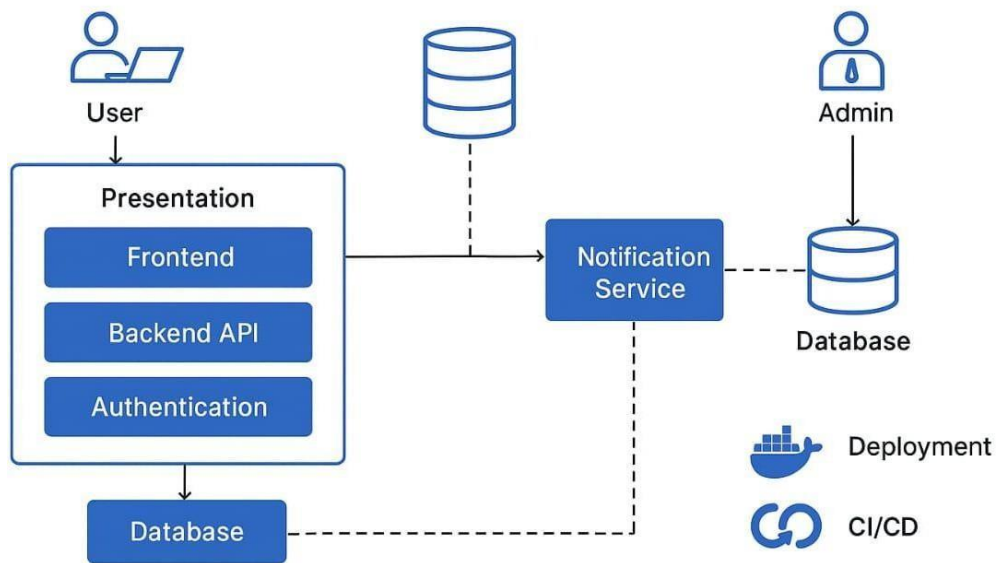 User
Admin
Presentation
Frontend
Backend API
Authentication
Notification
Service
Database
Database
Deployment
CI/CD